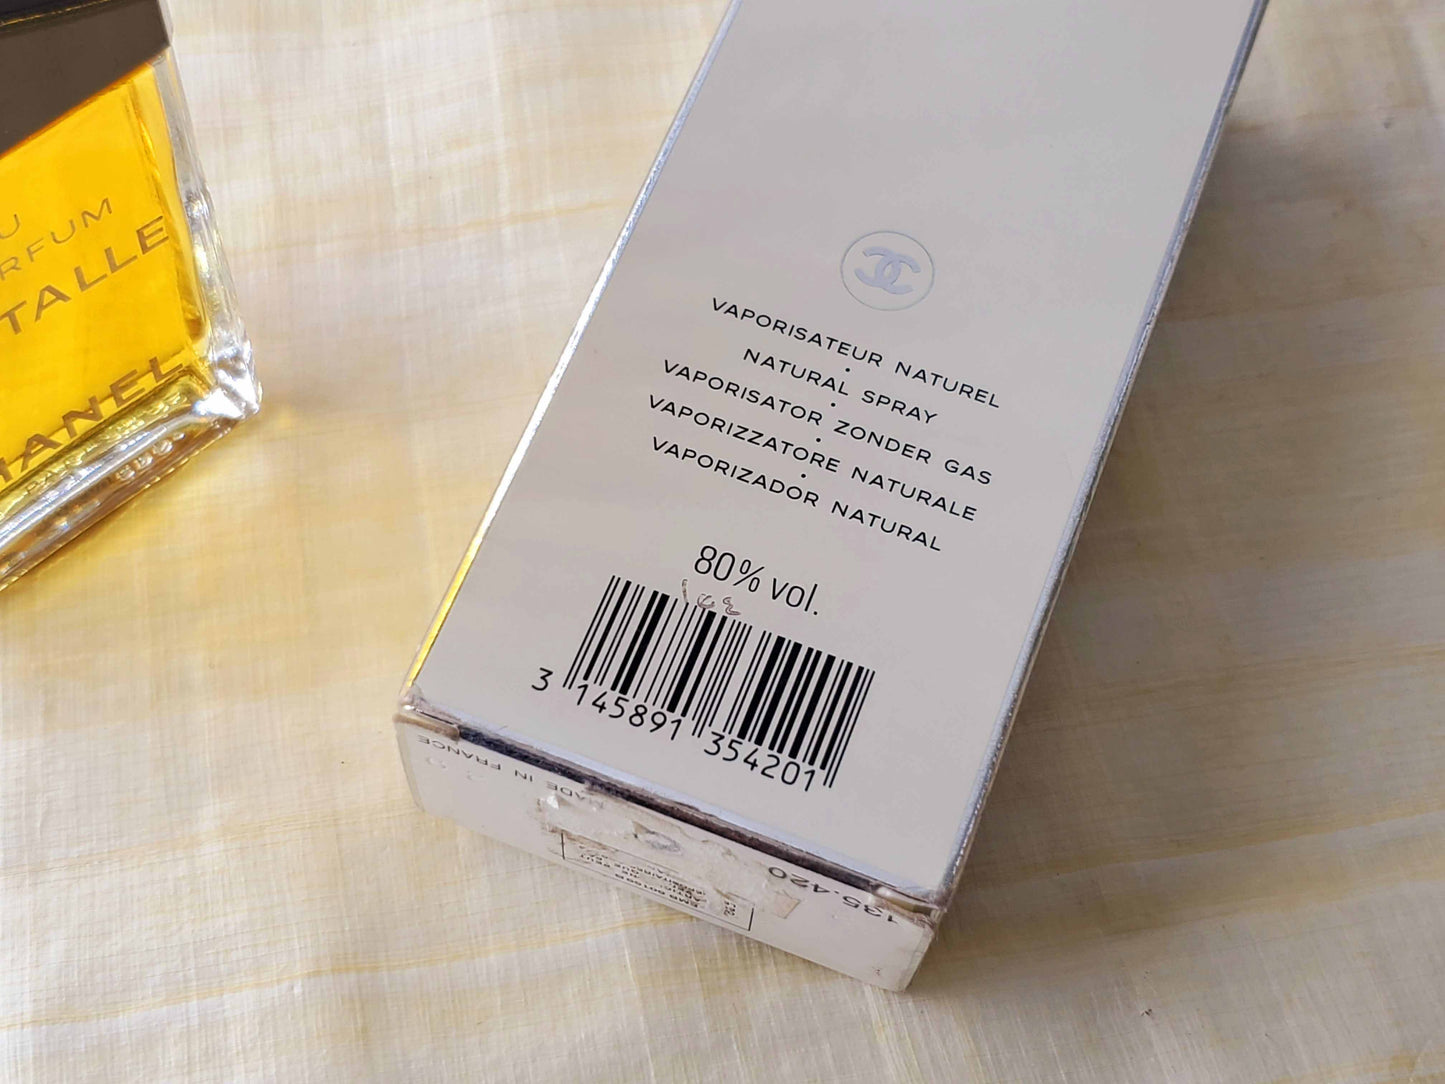 U
RFUM
TALLE
HANEL
VAPORISATEUR NATUREL
•
NATURAL SPRAY
•
VAPORISATOR ZONDER GAS
•
VAPORIZZATORE NATURALE
•
VAPORIZADOR NATURAL
80% vol.
3 145891 354201
MADE IN FRANCE
135.420